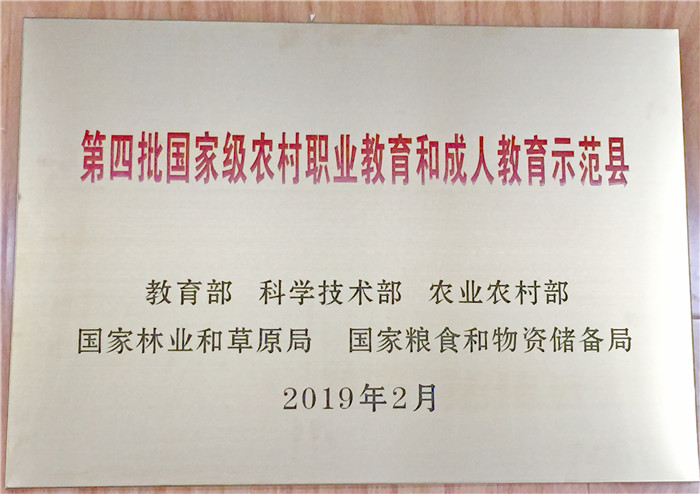 第四批国家级农村职业教育和成人教育示范县
教育部 科学技术部 农业农村部
国家林业和草原局 国家粮食和物资储备局
2019年2月